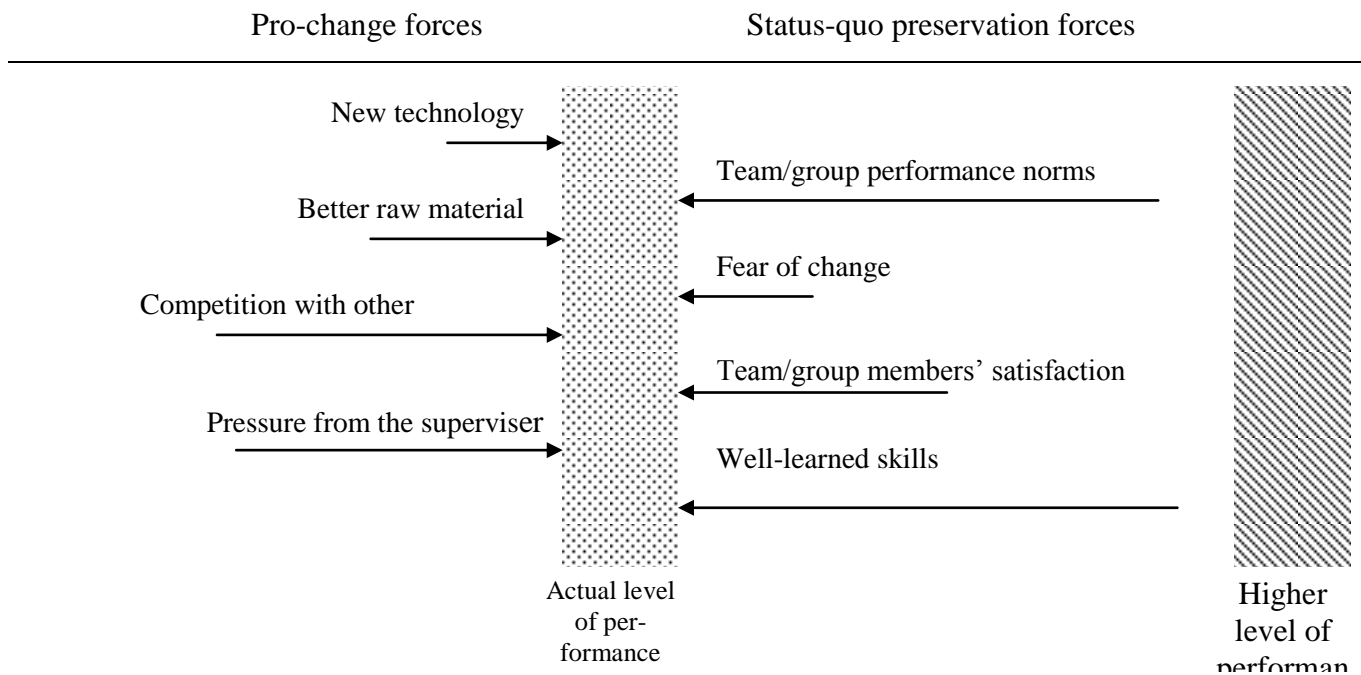 Pro-change forces
Status-quo preservation forces
New technology
Team/group performance norms
Better raw material
Fear of change
Competition with other
Team/group members’ satisfaction
Pressure from the superviser
Well-learned skills
Actual level
of per-
formance
Higher
level of
performan